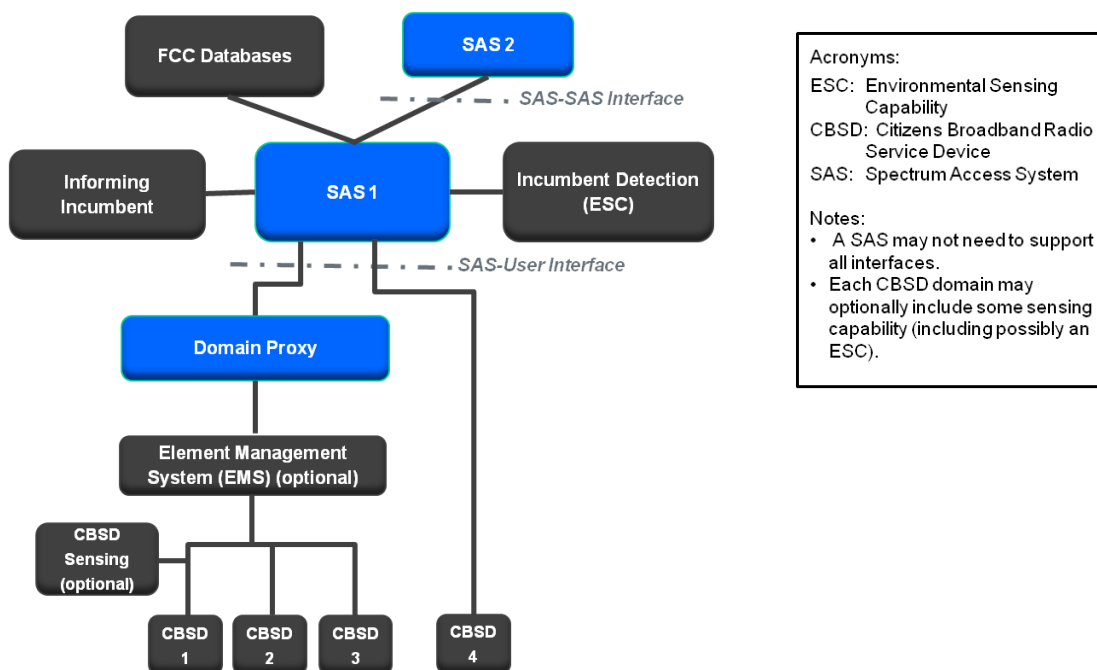 FCC Databases
SAS 2
SAS-SAS Interface
Informing
Incumbent
SAS 1
Incumbent Detection
(ESC)
SAS-User Interface
Domain Proxy
Element Management
System (EMS) (optional)
CBSD
Sensing
(optional)
CBSD
1
CBSD
2
CBSD
3
CBSD
4
Acronyms:
ESC: Environmental Sensing
Capability
CBSD: Citizens Broadband Radio
Service Device
SAS: Spectrum Access System
Notes:
• A SAS may not need to support
all interfaces.
• Each CBSD domain may
optionally include some sensing
capability (including possibly an
ESC).